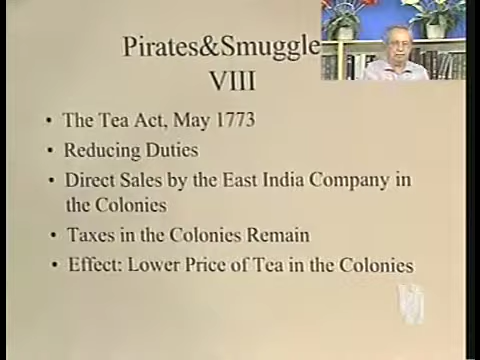 Pirates&Smuggle
VIII
• The Tea Act, May 1773
• Reducing Duties
• Direct Sales by the East India Company in
the Colonies
• Taxes in the Colonies Remain
• Effect: Lower Price of Tea in the Colonies